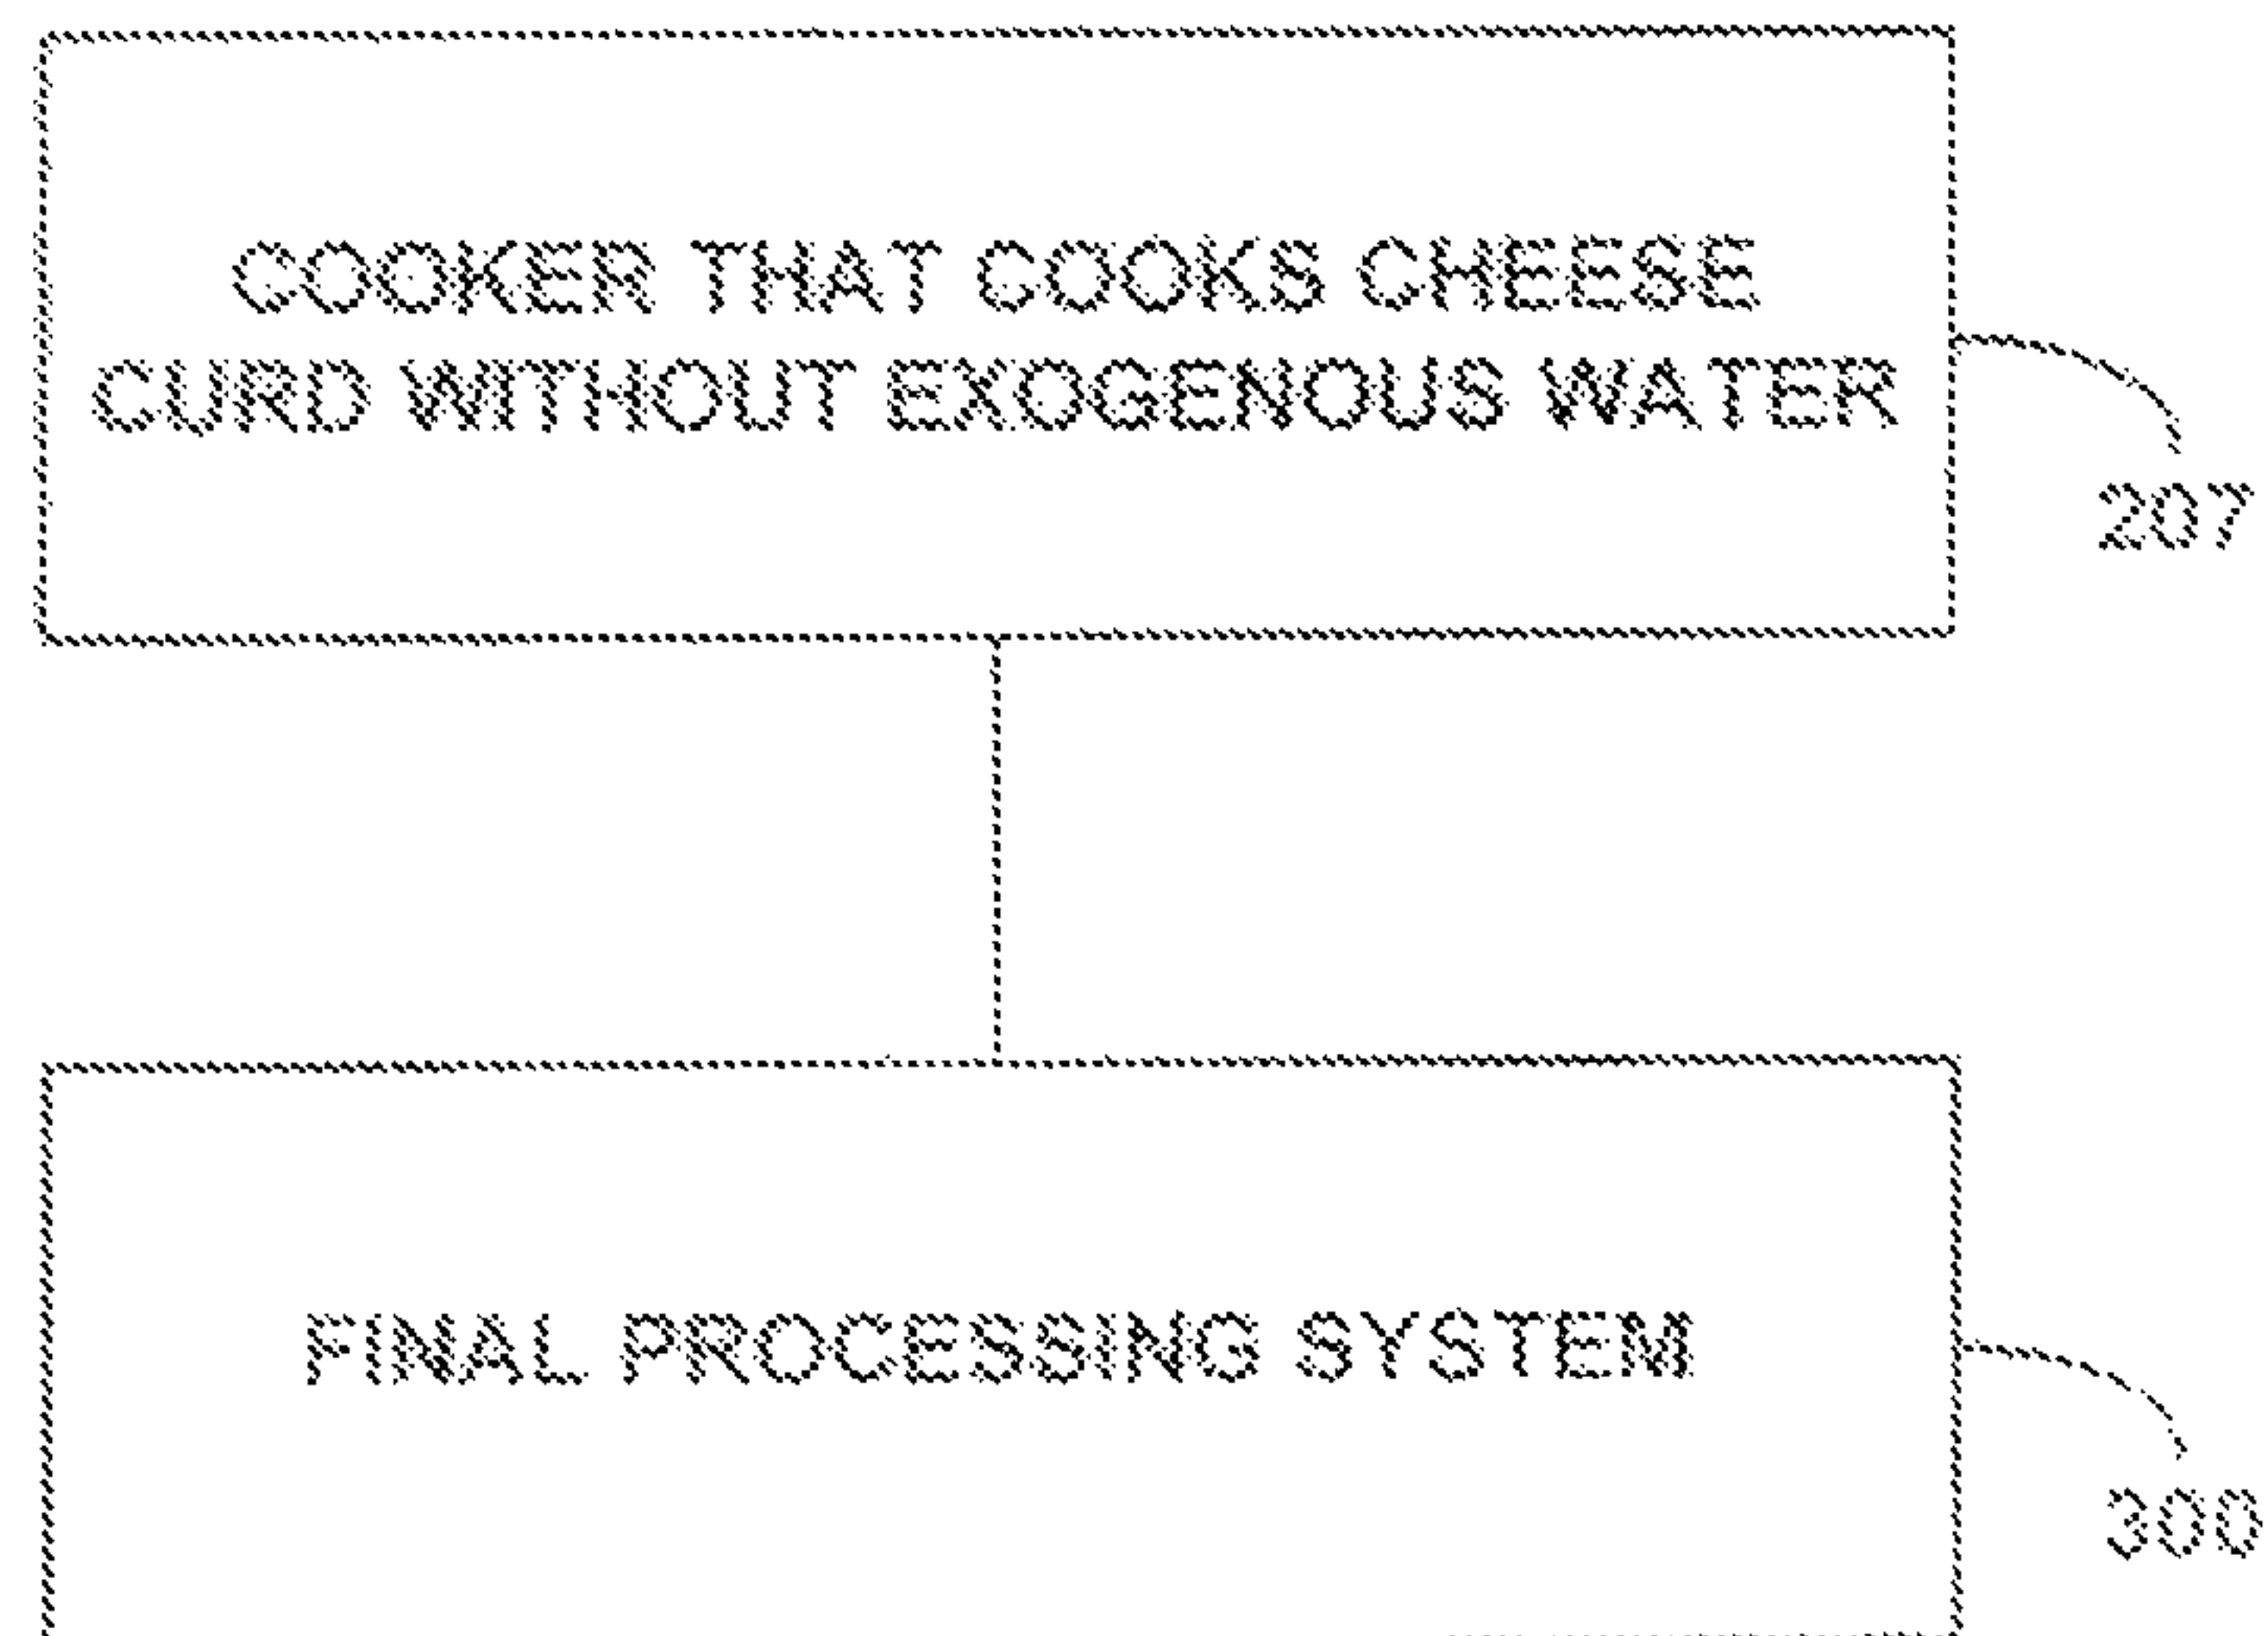 COOKER THAT COOKS CHEESE
CURD WITHOUT EXOGENOUS WATER
207
FINAL PROCESSING SYSTEM
300